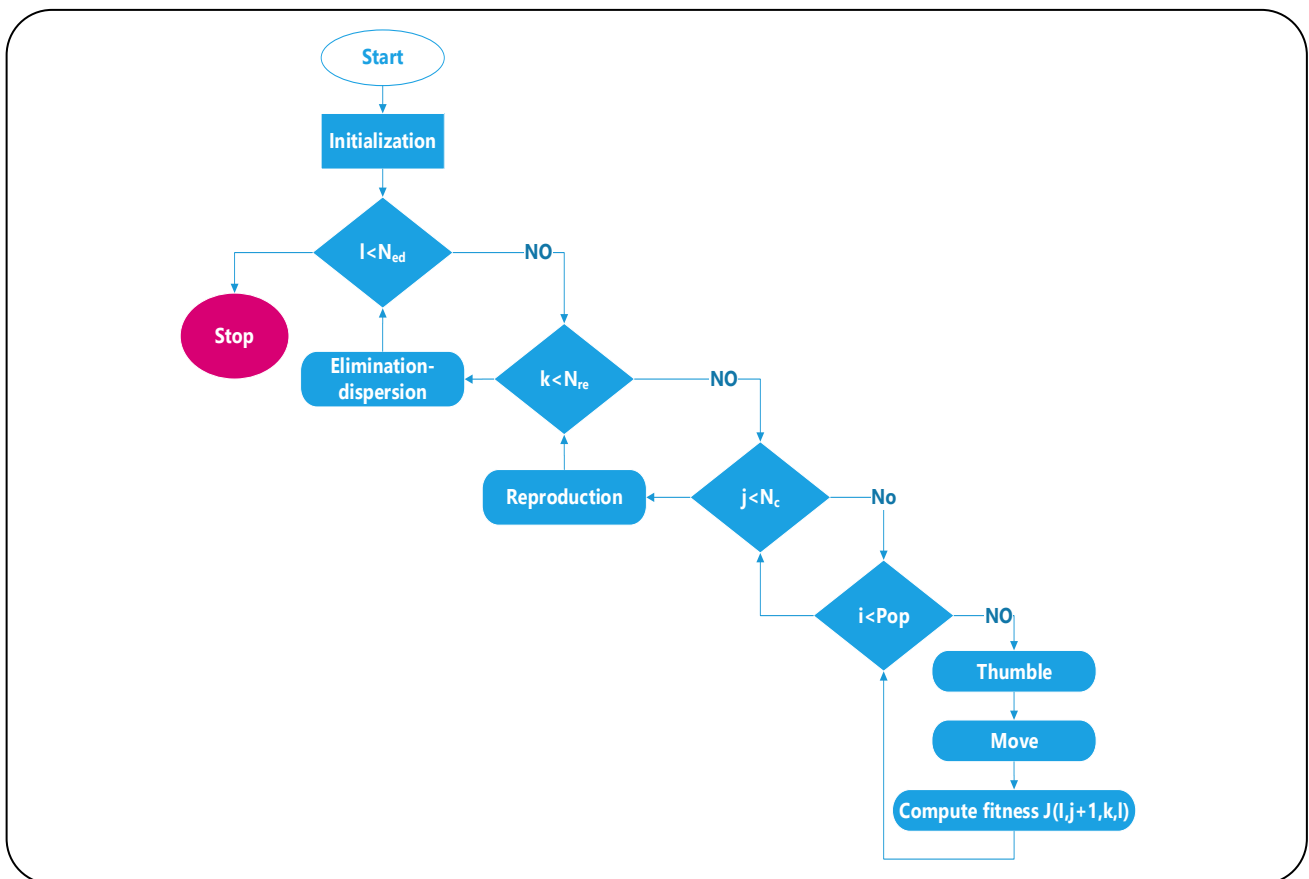 Start
Initialization
l<Ned
NO
Stop
Elimination-
dispersion
k<Nre
NO
Reproduction
j<Nc
No
i<Pop
NO
Thumble
Move
Compute fitness J(I,j+1,k,l)